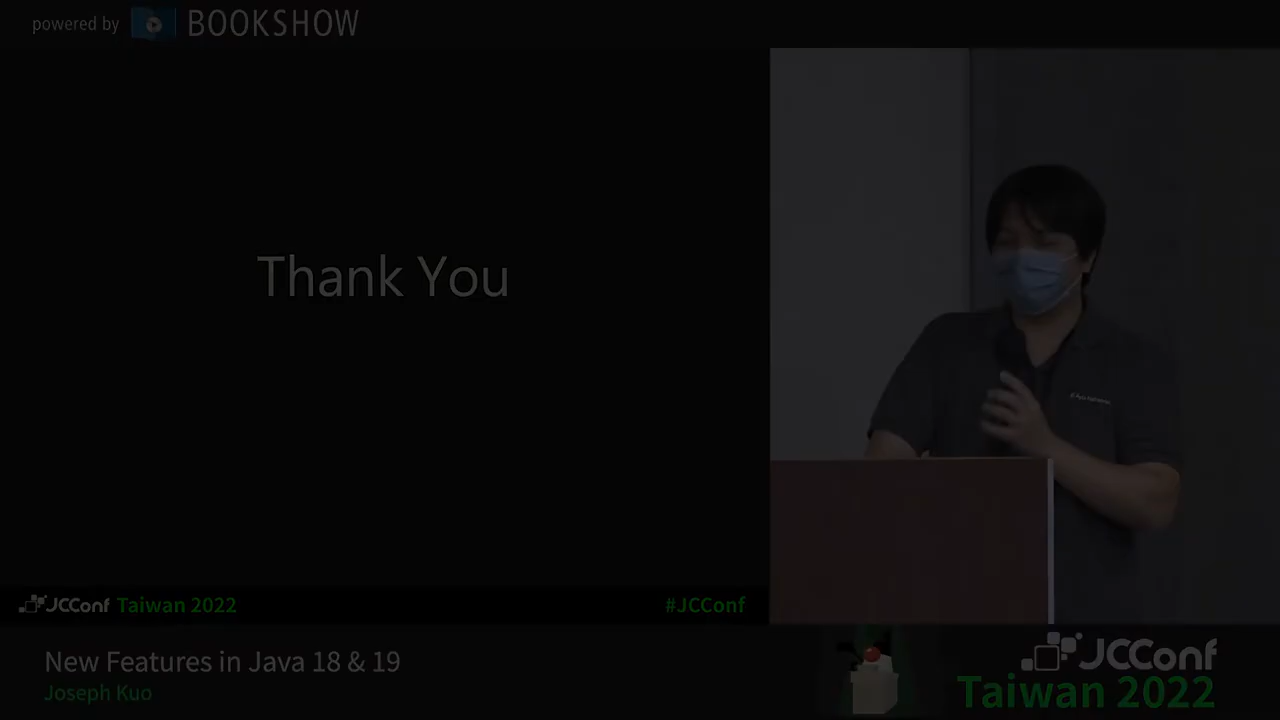 powered by BOOKSHOW
Thank You
JCConf Taiwan 2022
#JCConf
New Features in Java 18 & 19
Joseph Kuo
JCConf
Taiwan 2022